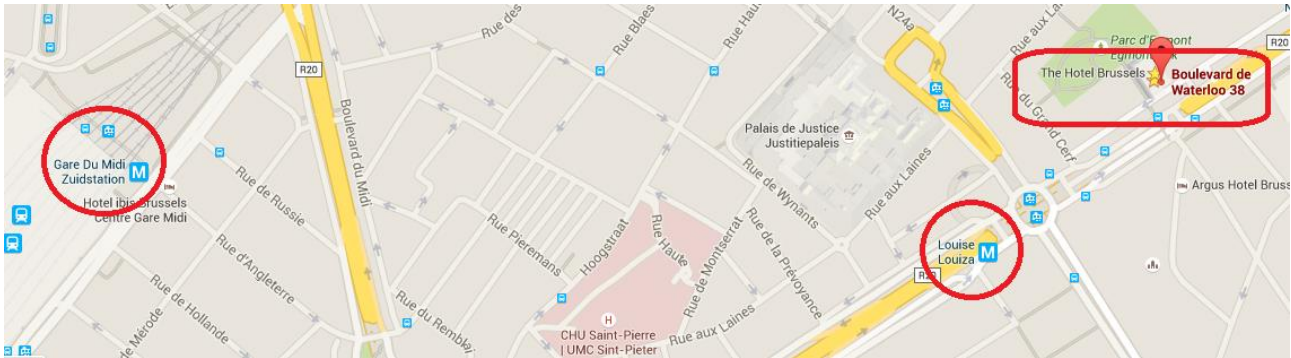 N24a
Rue aux Laines
Rue des
Rue Blaes
Rue Haute
Parc d'Egmont
R20
The Hotel Brussels
Boulevard de
Waterloo 38
R20
Rue du Grand Cerf
Boulevard du Midi
Palais de Justice
Justitiepaleis
Gare Du Midi
Zuidstation
M
Hotel ibis Brussels
Centre Gare Midi
Rue de Russie
Rue de Wynants
Rue aux Laines
Argus Hotel Bruss
Rue Pieremans
Hoogstraat
Rue Haute
Rue de Montserrat
Rue de la Prévoyance
Louise
Louiza
M
R20
Rue d'Angleterre
Rue de Hollande
Rue de Mérode
Rue du Remblai
H
CHU Saint-Pierre
| UMC Sint-Pieter
Rue aux Laines